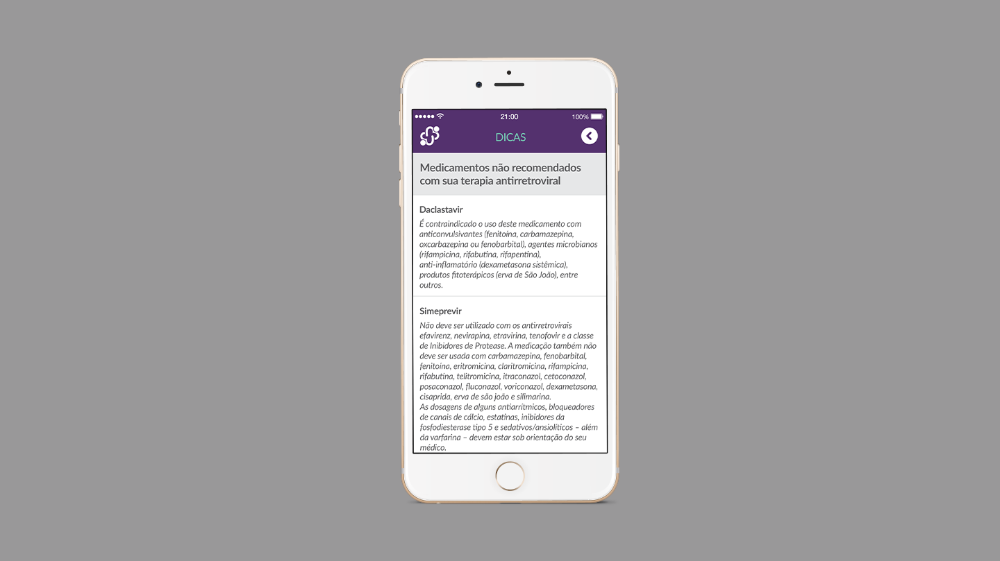 21:00
100%
DICAS
Medicamentos não recomendados
com sua terapia antirretroviral
Daclastavir
É contraindicado o uso deste medicamento com
anticonvulsivantes (fenitoína, carbamazepina,
oxcarbazepina ou fenobarbital), agentes microbianos
(rifampicina, rifabutina, rifapentina),
anti-inflamatório (dexametasona sistêmica),
produtos fitoterápicos (erva de São João), entre
outros.
Simeprevir
Não deve ser utilizado com os antirretrovirais
efavirenz, nevirapina, etravirina, tenofovir e a classe
de Inibidores de Protease. A medicação também não
deve ser usada com carbamazepina, fenobarbital,
fenitoína, eritromicina, claritromicina, rifampicina,
rifabutina, telitromicina, itraconazol, cetoconazol,
posaconazol, fluconazol, voriconazol, dexametasona,
cisaprida, erva de são joão e silimarina.
As dosagens de alguns antiarrítmicos, bloqueadores
de canais de cálcio, estatinas, inibidores da
fosfodiesterase tipo 5 e sedativos/ansiolíticos – além
da varfarina – devem estar sob orientação do seu
médico.